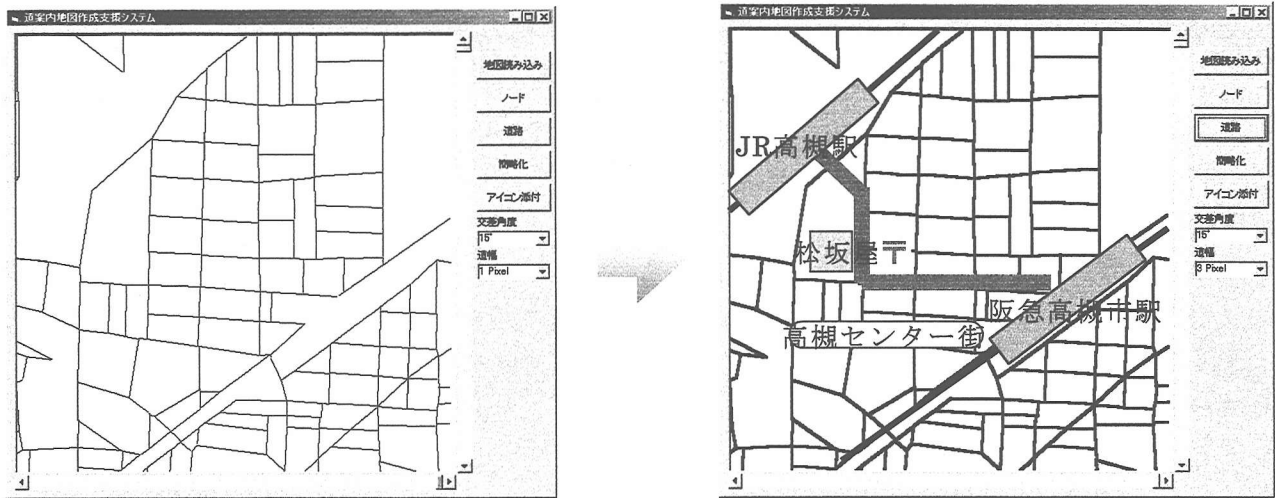 道案内地図作成支援システム
地図読み込み
ノード
道路
簡略化
アイコン添付
交差角度
15°
道幅
1 Pixel
道案内地図作成支援システム
JR高槻駅
松坂屋〒
阪急高槻市駅
高槻センター街
地図読み込み
ノード
道路
簡略化
アイコン添付
交差角度
15°
道幅
3 Pixel